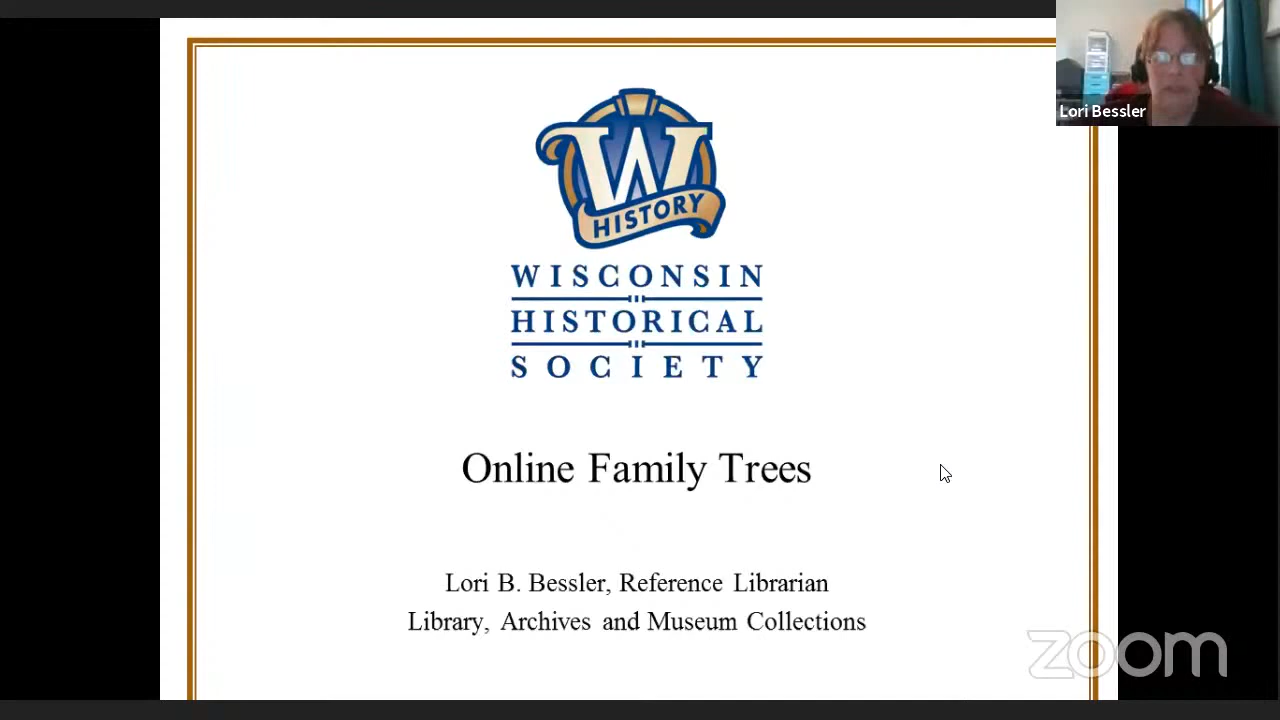 Lori Bessler
W
HISTORY
WISCONSIN
HISTORICAL
SOCIETY
Online Family Trees
Lori B. Bessler, Reference Librarian
Library, Archives and Museum Collections
zoom